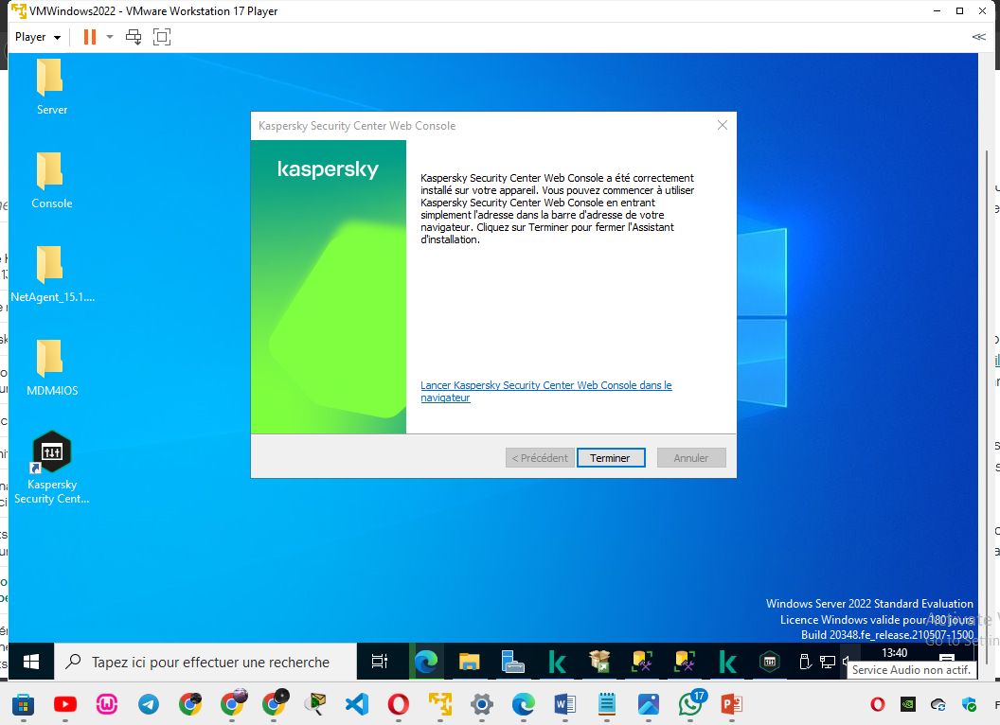 VMWindows2022 - VMware Workstation 17 Player
Player
Server
Console
NetAgent_15.1....
MDM4IOS
Kaspersky
Security Cent...
Kaspersky Security Center Web Console
kaspersky
Kaspersky Security Center Web Console a été correctement
installé sur votre appareil. Vous pouvez commencer à utiliser
Kaspersky Security Center Web Console en entrant
simplement l'adresse dans la barre d'adresse de votre
navigateur. Cliquez sur Terminer pour fermer l'Assistant
d'installation.
Lancer Kaspersky Security Center Web Console dans le
navigateur
< Précédent
Terminer
Annuler
Windows Server 2022 Standard Evaluation
Licence Windows valide pour 180 jours
Build 20348.fe_release.210507-1500
Activate
Go to
Tapez ici pour effectuer une recherche
13:40
Service Audio non actif.
17